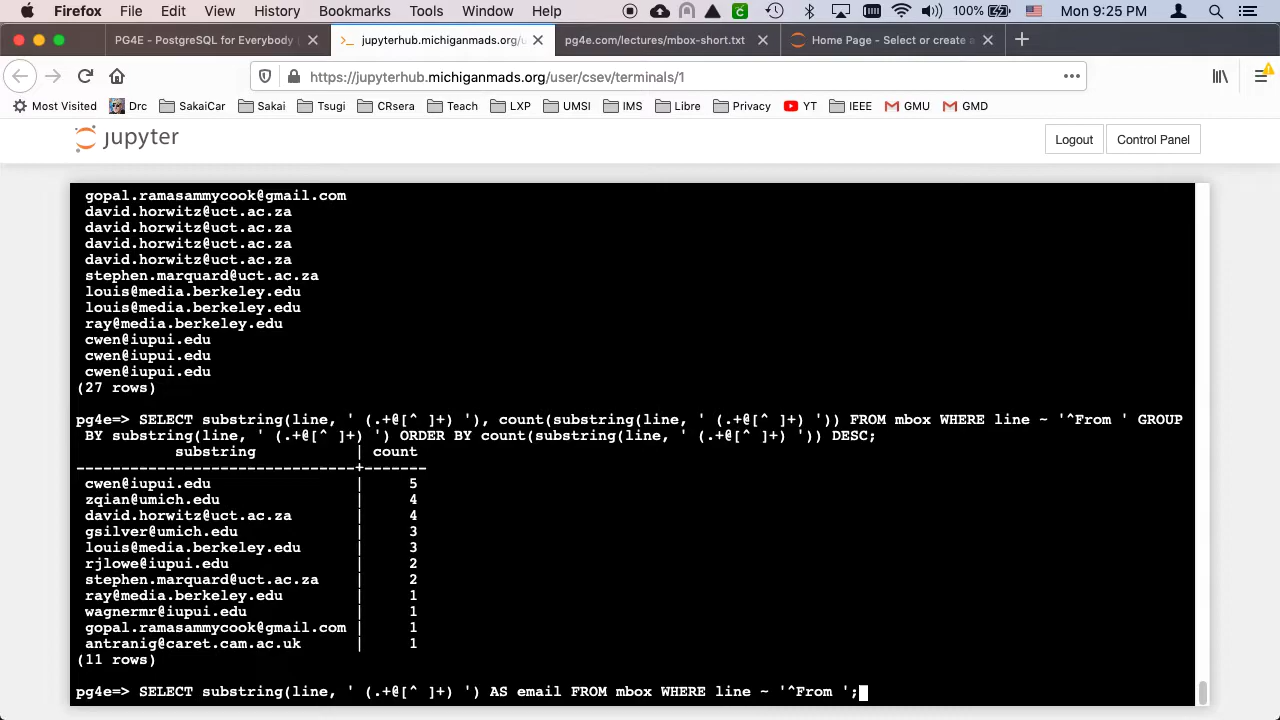 Firefox File Edit View History Bookmarks Tools Window Help 100% Mon 9:25 PM
PG4E - PostgreSQL for Everybody jupyterhub.michiganmads.org/ pg4e.com/lectures/mbox-short.txt Home Page - Select or create a
https://jupyterhub.michiganmads.org/user/csev/terminals/1
Most Visited Drc SakaiCar Sakai Tsugi CRsera Teach LXP UMSI IMS Libre Privacy YT IEEE GMU GMD
jupyter Logout Control Panel
gopal.ramasammycook@gmail.com
david.horwitz@uct.ac.za
david.horwitz@uct.ac.za
david.horwitz@uct.ac.za
david.horwitz@uct.ac.za
stephen.marquard@uct.ac.za
louis@media.berkeley.edu
louis@media.berkeley.edu
ray@media.berkeley.edu
cwen@iupui.edu
cwen@iupui.edu
cwen@iupui.edu
(27 rows)
pg4e=> SELECT substring(line, ' (.+@[^ ]+) '), count(substring(line, ' (.+@[^ ]+) ')) FROM mbox WHERE line ~ '^From ' GROUP
BY substring(line, ' (.+@[^ ]+) ') ORDER BY count(substring(line, ' (.+@[^ ]+) ')) DESC;
substring | count
-------------------------------+-------
cwen@iupui.edu | 5
zqian@umich.edu | 4
david.horwitz@uct.ac.za | 4
gsilver@umich.edu | 3
louis@media.berkeley.edu | 3
rjlowe@iupui.edu | 2
stephen.marquard@uct.ac.za | 2
ray@media.berkeley.edu | 1
wagnermr@iupui.edu | 1
gopal.ramasammycook@gmail.com | 1
antranig@caret.cam.ac.uk | 1
(11 rows)
pg4e=> SELECT substring(line, ' (.+@[^ ]+) ') AS email FROM mbox WHERE line ~ '^From ';